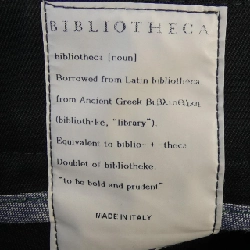 BIBLIOTHECA
bibliotheca [noun]
Borrowed from Latin bibliotheca
from Ancient Greek
(bibliothḗkē, "library").
Equivalent to biblio- + -theca
Doublet of bibliotheke.
"to be bold and prudent"
MADE IN ITALY